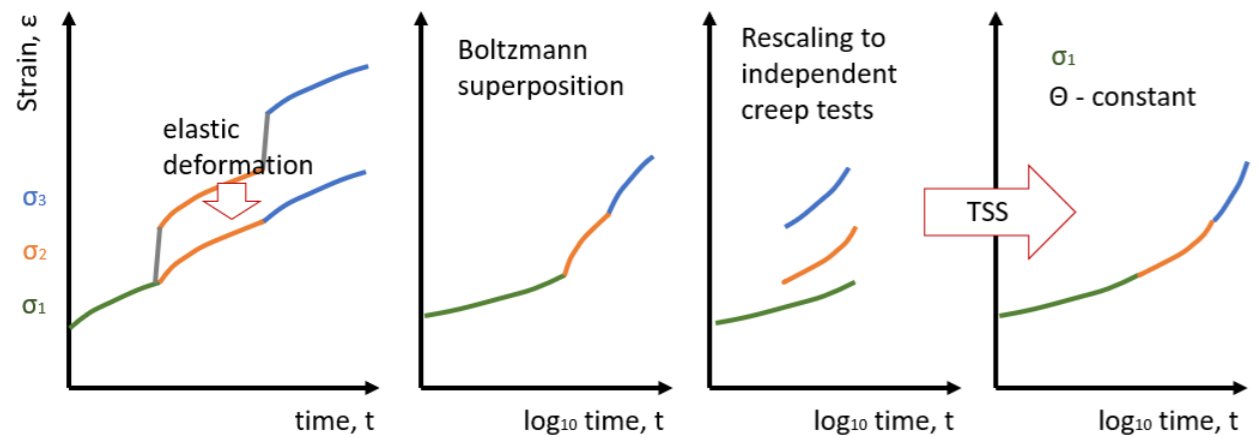 Strain, ε
elastic
deformation
σ₃
σ₂
σ₁
time, t
Boltzmann
superposition
log₁₀ time, t
Rescaling to
independent
creep tests
log₁₀ time, t
TSS
σ₁
Θ - constant
log₁₀ time, t